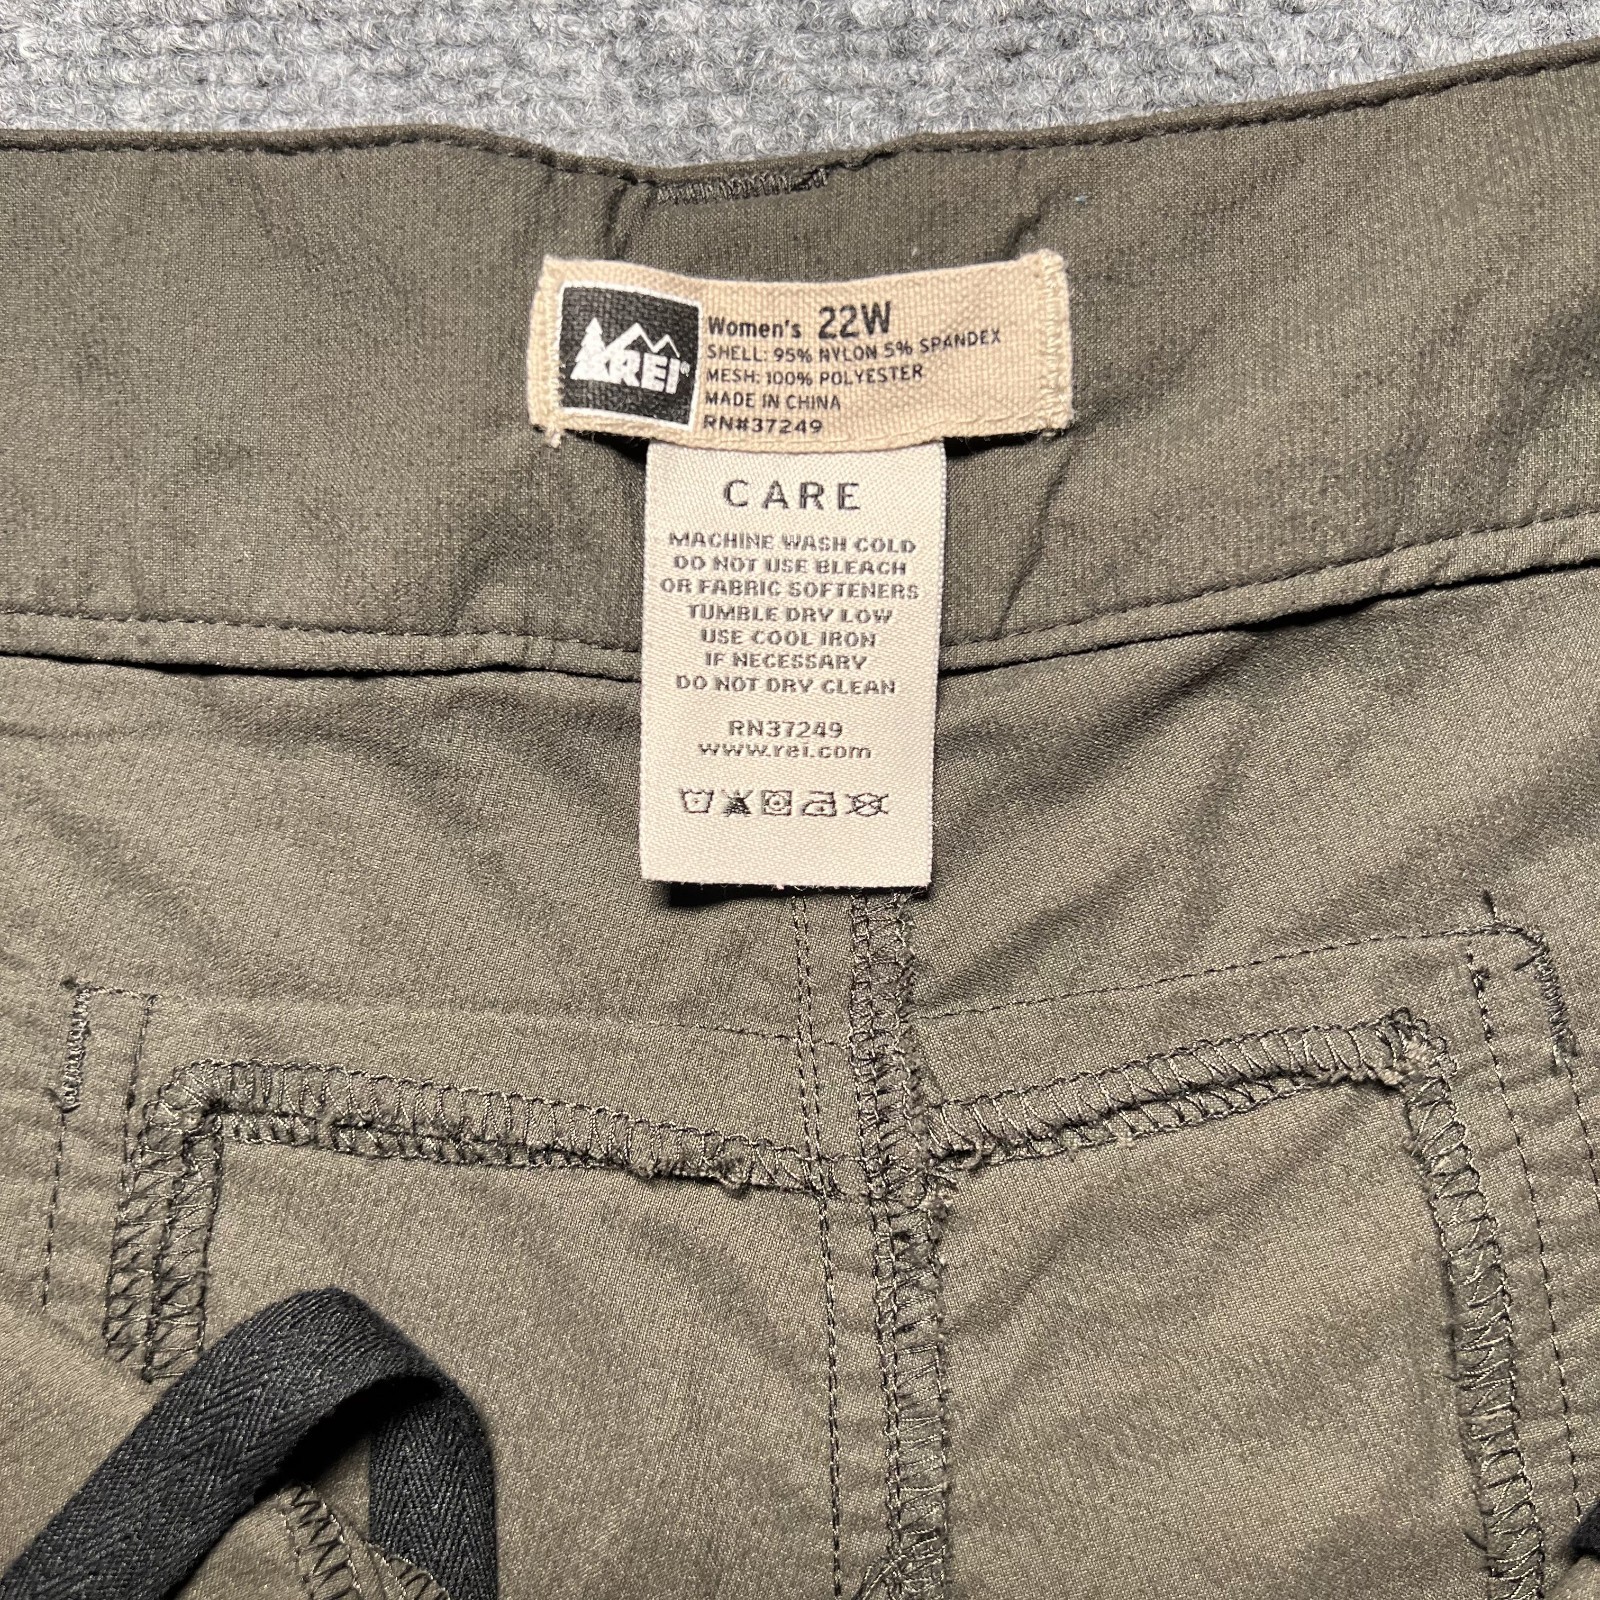 REI®
Women's 22W
SHELL: 95% NYLON 5% SPANDEX
MESH: 100% POLYESTER
MADE IN CHINA
RN#37249
CARE
MACHINE WASH COLD
DO NOT USE BLEACH
OR FABRIC SOFTENERS
TUMBLE DRY LOW
USE COOL IRON
IF NECESSARY
DO NOT DRY CLEAN
RN37249
www.rei.com